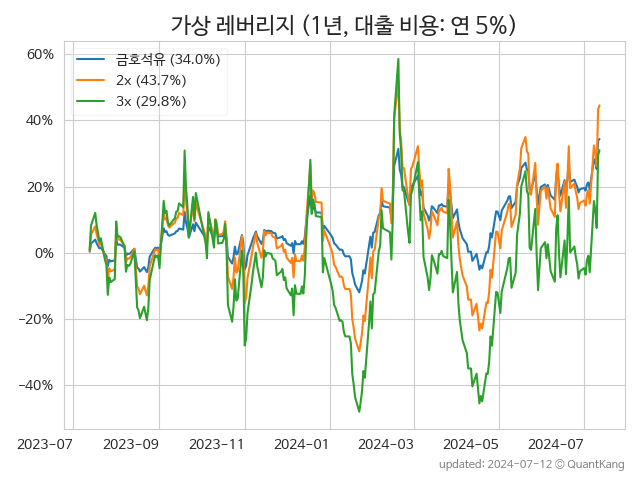 가상 레버리지 (1년, 대출 비용: 연 5%)
금호석유 (34.0%)
2x (43.7%)
3x (29.8%)
60%
40%
20%
0%
−20%
−40%
2023-07 2023-09 2023-11 2024-01 2024-03 2024-05 2024-07
updated: 2024-07-12 © QuantKang